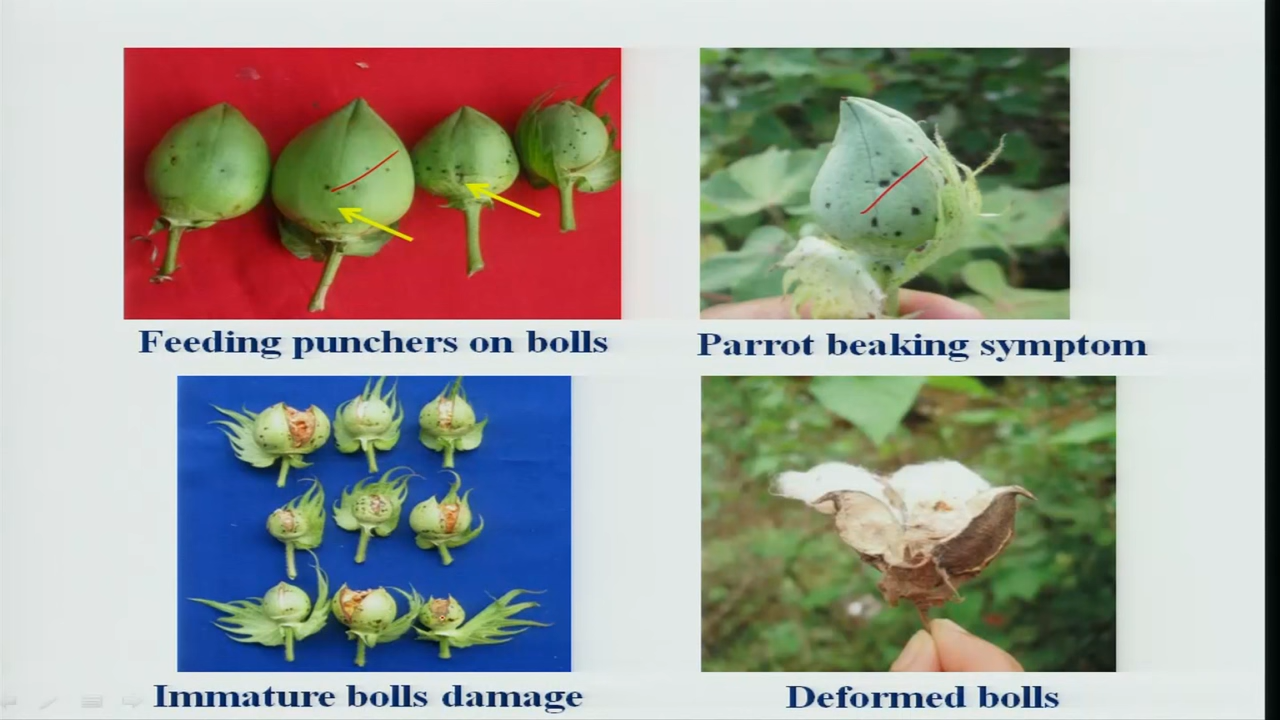 Feeding punchers on bolls
Parrot beaking symptom
Immature bolls damage
Deformed bolls